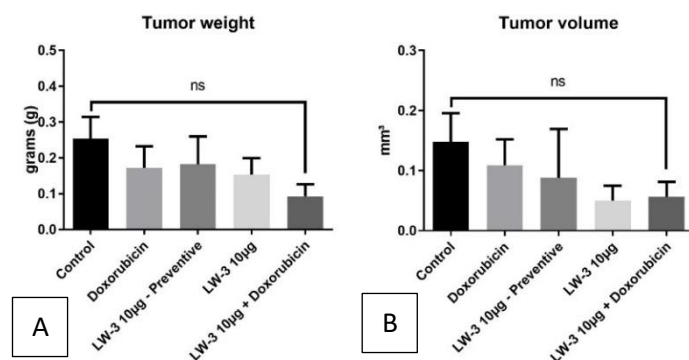 Tumor weight
grams (g)
0.5
0.4
0.3
0.2
0.1
0.0
ns
Control
Doxorubicin
LW-3 10µg - Preventive
LW-3 10µg
LW-3 10µg + Doxorubicin
A
Tumor volume
mm³
0.3
0.2
0.1
0.0
ns
Control
Doxorubicin
LW-3 10µg - Preventive
LW-3 10µg
LW-3 10µg + Doxorubicin
B